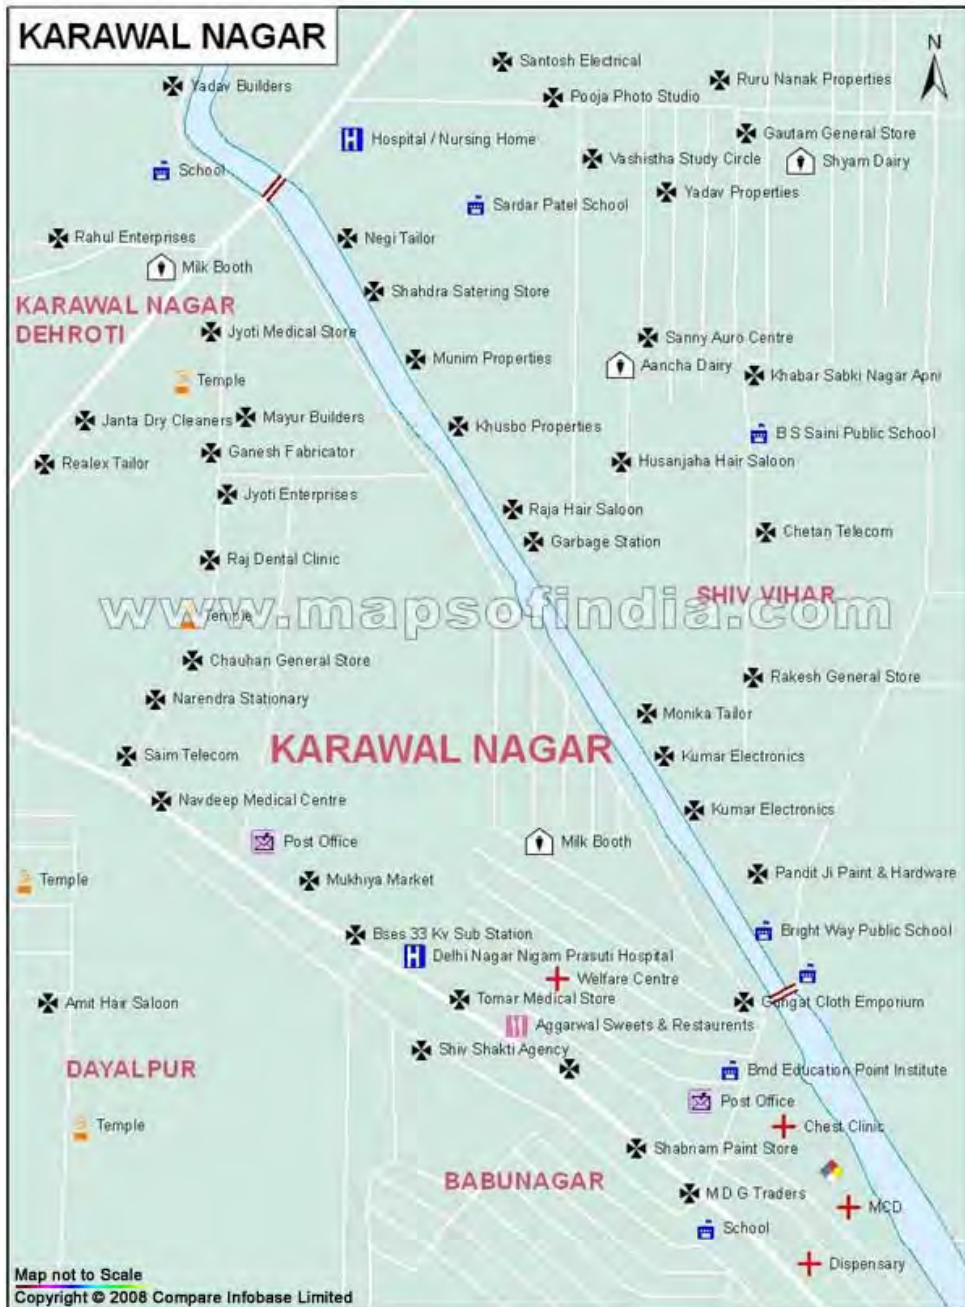 KARAWAL NAGAR
N
Santosh Electrical
Ruru Nanak Properties
Yadav Builders
Pooja Photo Studio
Gautam General Store
Hospital / Nursing Home
Vashistha Study Circle
Shyam Dairy
School
Yadav Properties
Sardar Patel School
Rahul Enterprises
Negi Tailor
Milk Booth
Shahdra Satering Store
KARAWAL NAGAR
DEHROTI
Jyoti Medical Store
Sanny Auro Centre
Munim Properties
Aancha Dairy
Khabar Sabki Nagar Apni
Temple
Janta Dry Cleaners
Mayur Builders
Khusbo Properties
B S Saini Public School
Ganesh Fabricator
Realex Tailor
Husanjaha Hair Saloon
Jyoti Enterprises
Raja Hair Saloon
Chetan Telecom
Garbage Station
Raj Dental Clinic
SHIV VIHAR
www.mapsofindia.com
Temple
Chauhan General Store
Rakesh General Store
Narendra Stationary
Monika Tailor
KARAWAL NAGAR
Saim Telecom
Kumar Electronics
Navdeep Medical Centre
Kumar Electronics
Post Office
Milk Booth
Temple
Mukhiya Market
Pandit Ji Paint & Hardware
Bses 33 Kv Sub Station
Bright Way Public School
Delhi Nagar Nigam Prasuti Hospital
Welfare Centre
Amit Hair Saloon
Tomar Medical Store
Gungat Cloth Emporium
Aggarwal Sweets & Restaurents
Shiv Shakti Agency
DAYALPUR
Bmd Education Point Institute
Post Office
Temple
Chest Clinic
Shabnam Paint Store
BABUNAGAR
M D G Traders
MCD
School
Dispensary
Map not to Scale
Copyright © 2008 Compare Infobase Limited